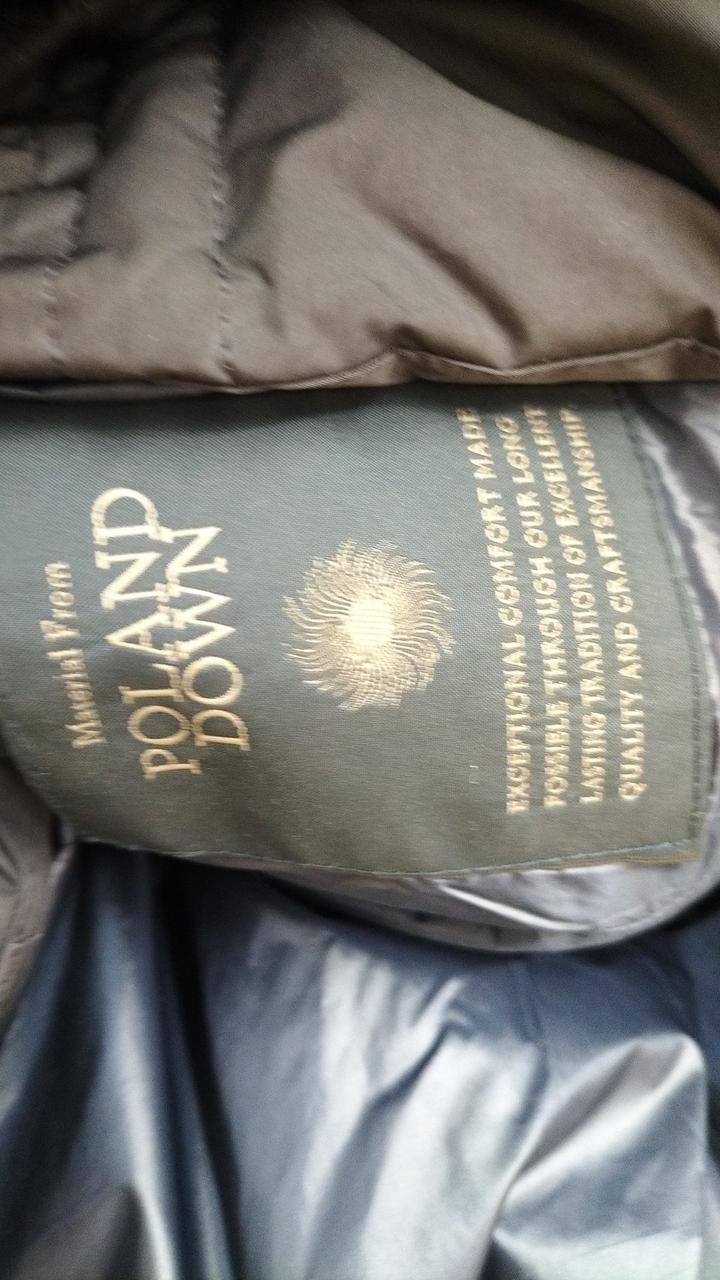 Material From
POLAND
DOWN
EXCEPTIONAL COMFORT MADE
POSSIBLE THROUGH OUR LONG
LASTING TRADITION OF EXCELLENT
QUALITY AND CRAFTSMANSHIP.